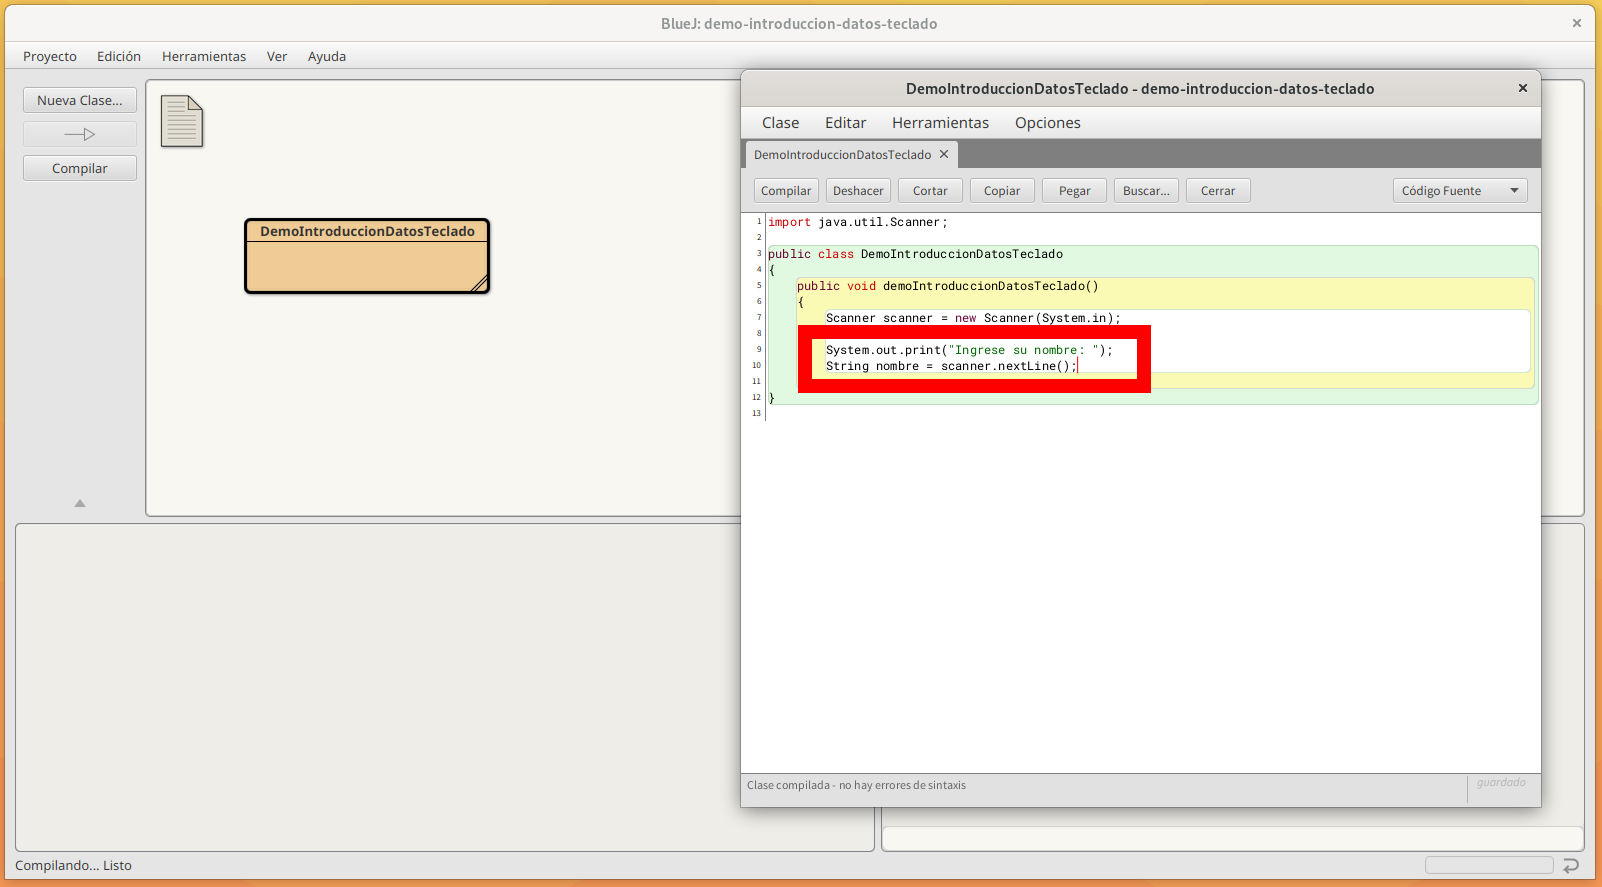 BlueJ: demo-introduccion-datos-teclado
Proyecto Edición Herramientas Ver Ayuda
Nueva Clase...
Compilar
DemoIntroduccionDatosTeclado
DemoIntroduccionDatosTeclado - demo-introduccion-datos-teclado
Clase Editar Herramientas Opciones
DemoIntroduccionDatosTeclado
Compilar Deshacer Cortar Copiar Pegar Buscar... Cerrar Código Fuente
1 import java.util.Scanner;
2
3 public class DemoIntroduccionDatosTeclado
4 {
5 public void demoIntroduccionDatosTeclado()
6 {
7 Scanner scanner = new Scanner(System.in);
8
9 System.out.print("Ingrese su nombre: ");
10 String nombre = scanner.nextLine();
11
12 }
13
Clase compilada - no hay errores de sintaxis
guardado
Compilando... Listo